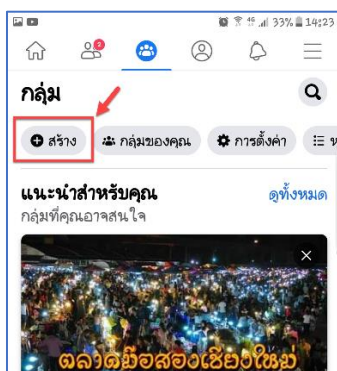 33% 14:23
กลุ่ม
สร้าง กลุ่มของคุณ การตั้งค่า
แนะนำสำหรับคุณ ดูทั้งหมด
กลุ่มที่คุณอาจสนใจ
ตลาดมือสองเชียงใหม่